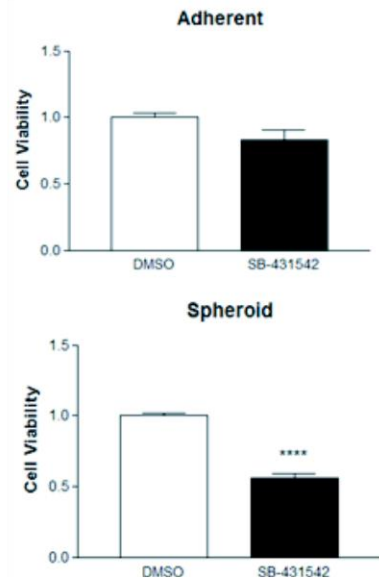 Adherent
Cell Viability
1.5
1.0
0.5
0.0
DMSO SB-431542
Spheroid
Cell Viability
1.5
1.0
0.5
0.0
****
DMSO SB-431542